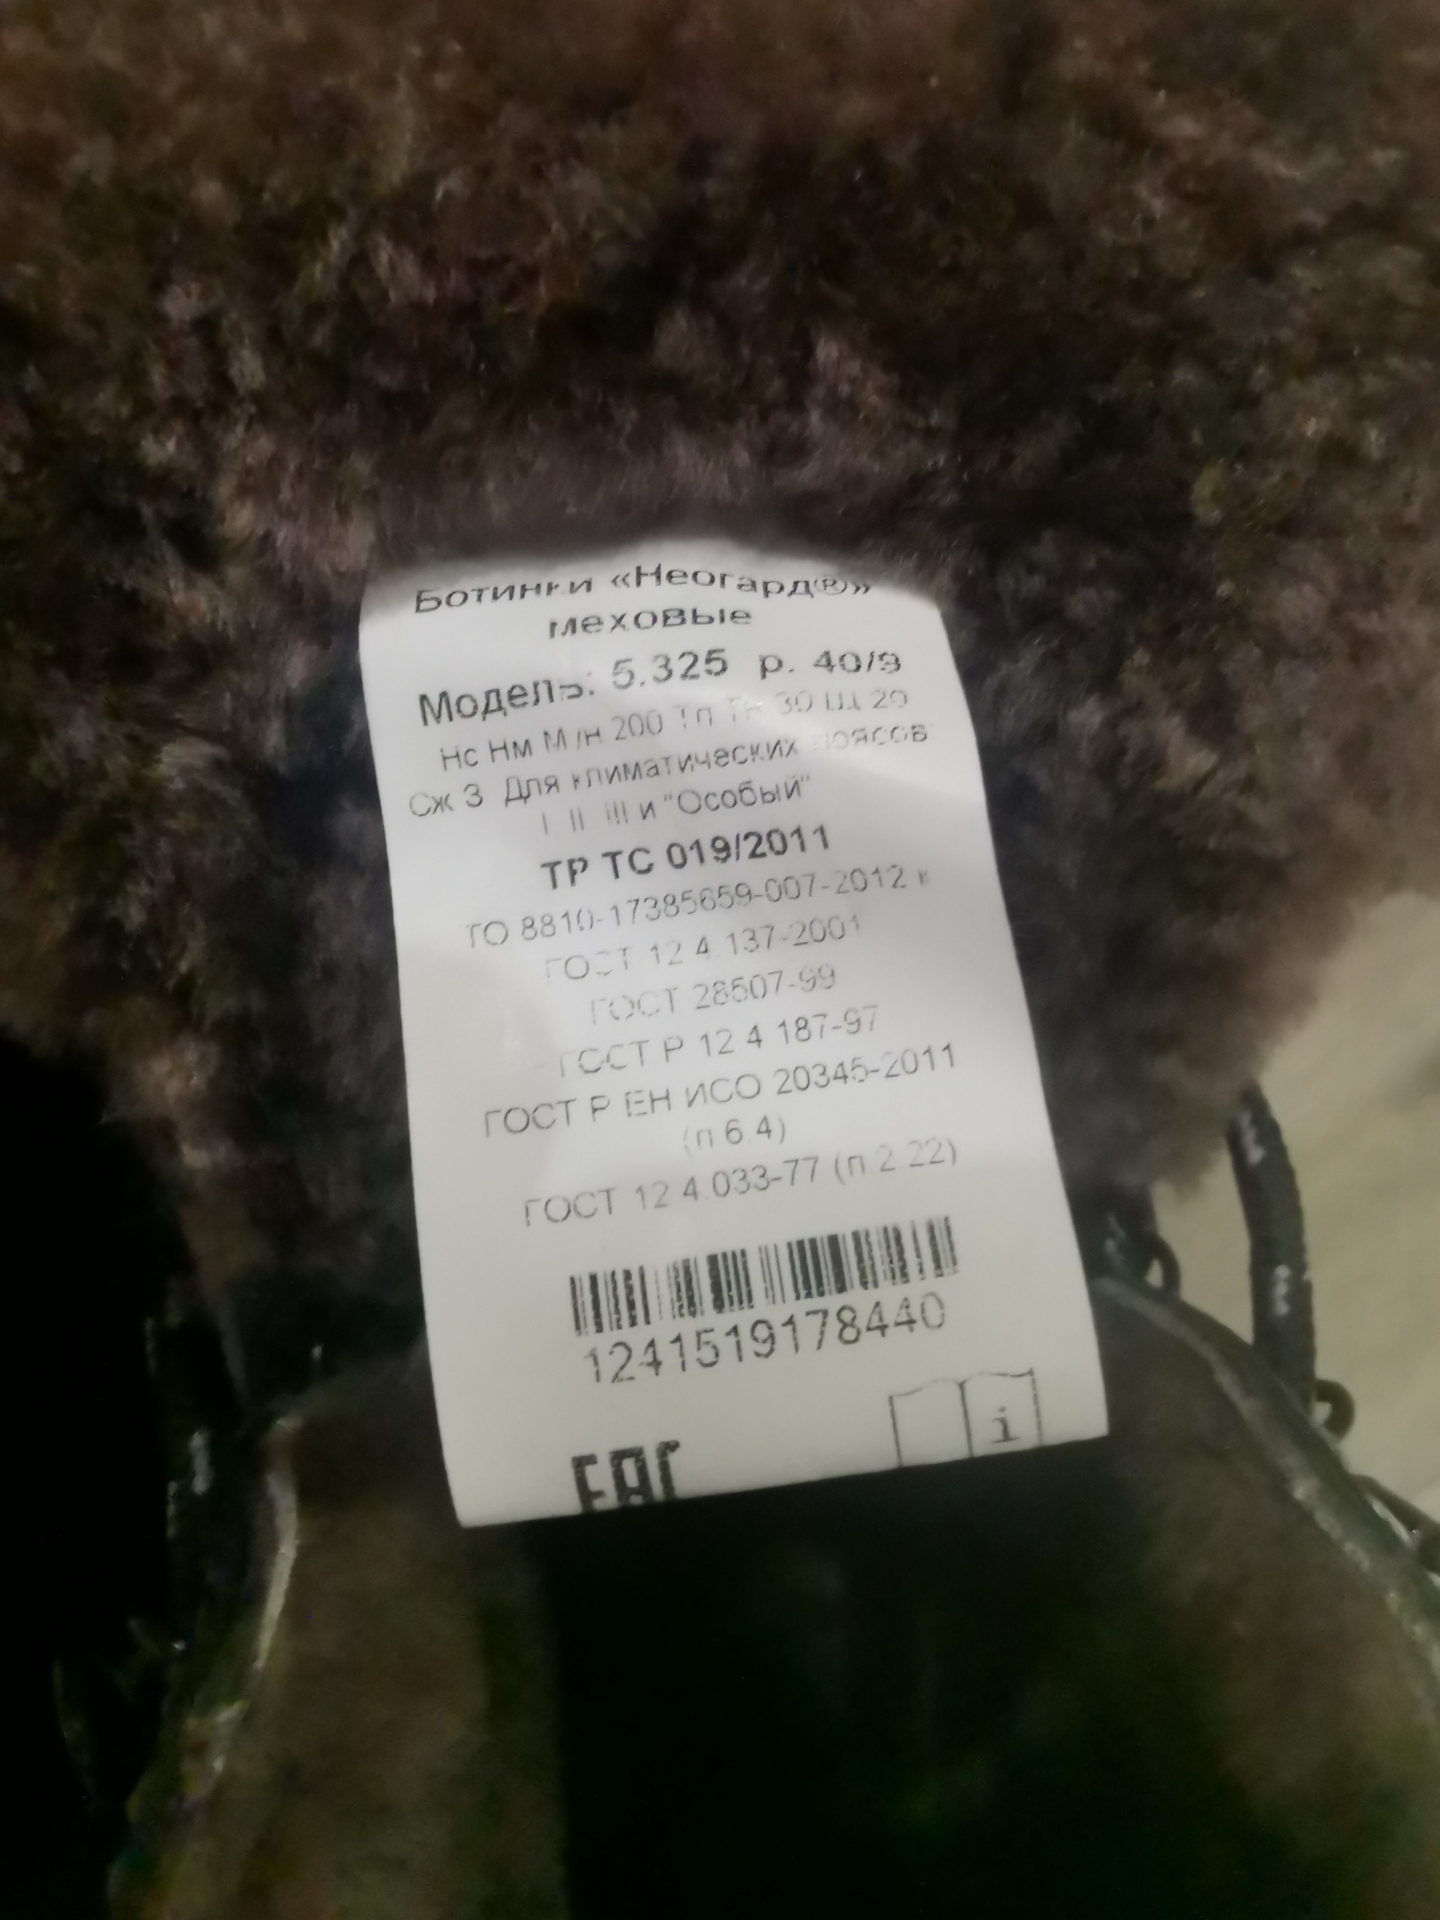 Ботинки «Неогард®»
меховые
Модель: 5.325 р. 40/9
Нс Нм Мун 200 Тп Тн 30 Щ 20
Сж З Для климатических поясов
I II III и "Особый"
ТР ТС 019/2011
ТО 8810-17385659-007-2012 к
ГОСТ 12 4.137-2001
ГОСТ 28507-99
ГОСТ Р 12 4 187-97
ГОСТ Р ЕН ИСО 20345-2011
(п 6.4)
ГОСТ 12 4.033-77 (п 2.22)
1241519178440
i
EAC